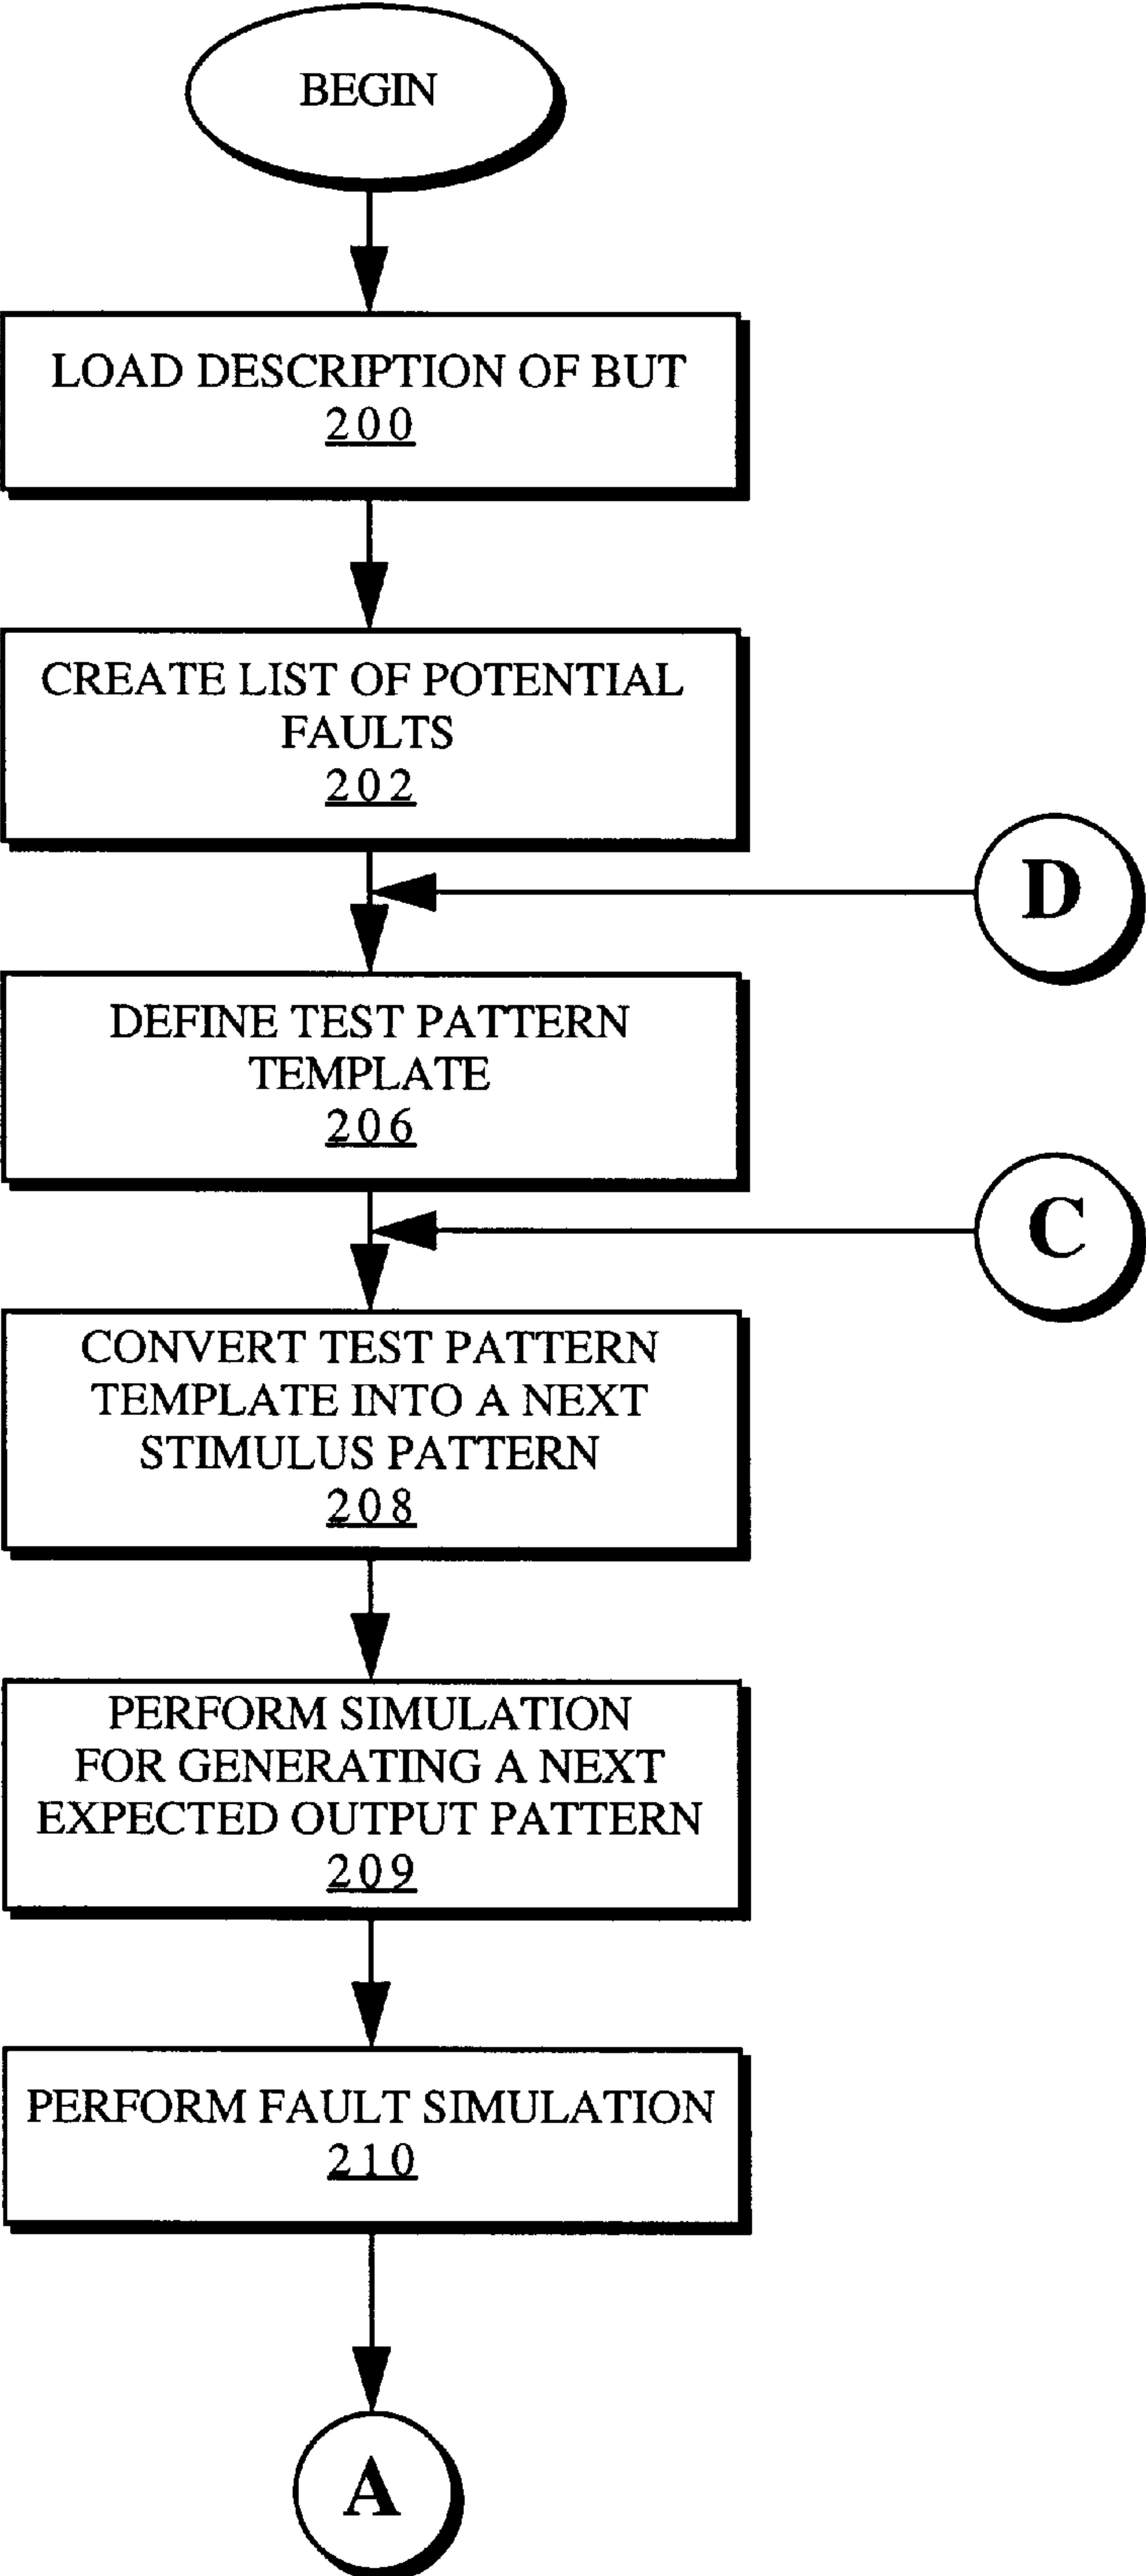 BEGIN
LOAD DESCRIPTION OF BUT
200
CREATE LIST OF POTENTIAL
FAULTS
202
D
DEFINE TEST PATTERN
TEMPLATE
206
C
CONVERT TEST PATTERN
TEMPLATE INTO A NEXT
STIMULUS PATTERN
208
PERFORM SIMULATION
FOR GENERATING A NEXT
EXPECTED OUTPUT PATTERN
209
PERFORM FAULT SIMULATION
210
A